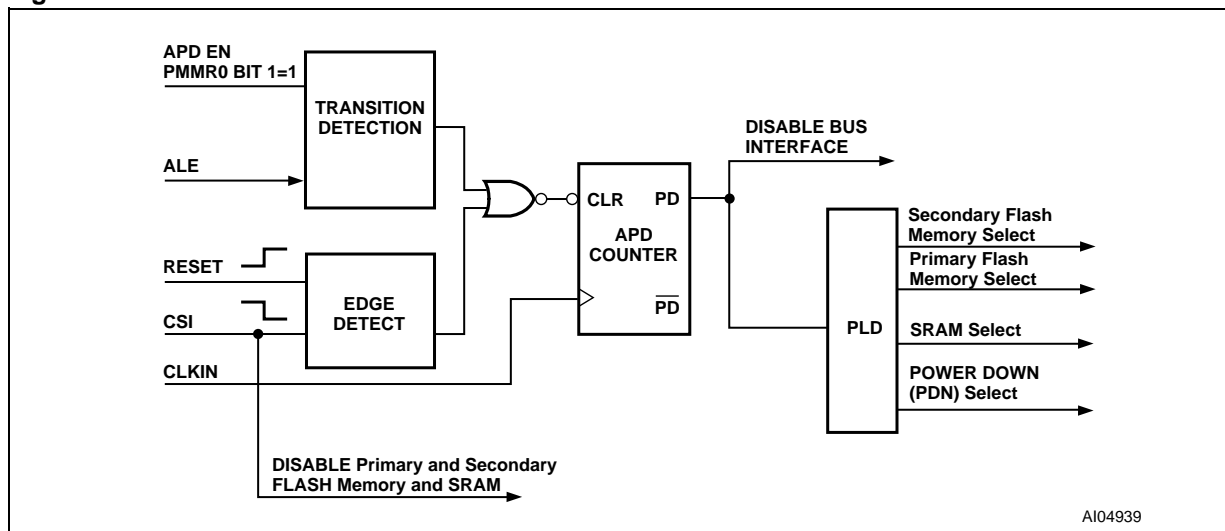 APD EN
PMMR0 BIT 1=1
TRANSITION
DETECTION
ALE
DISABLE BUS
INTERFACE
CLR
PD
APD
COUNTER
PD
RESET
CSI
EDGE
DETECT
CLKIN
PLD
Secondary Flash
Memory Select
Primary Flash
Memory Select
SRAM Select
POWER DOWN
(PDN) Select
DISABLE Primary and Secondary
FLASH Memory and SRAM
AI04939